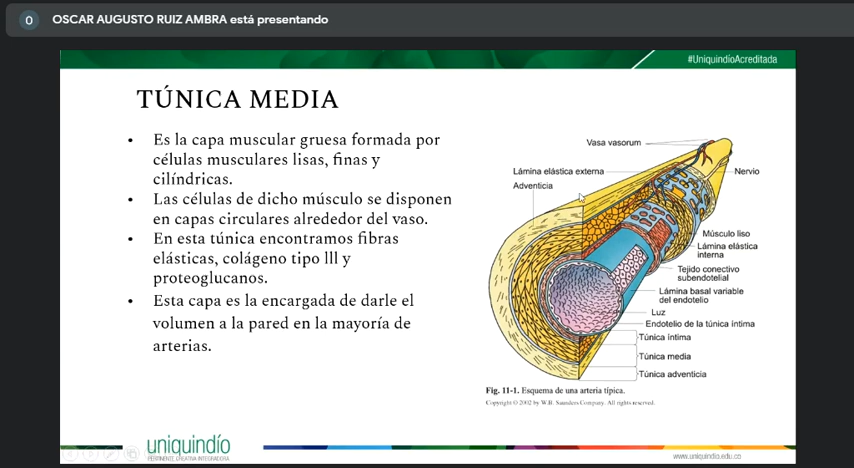 O OSCAR AUGUSTO RUIZ AMBRA está presentando
#UniquindíoAcreditada
TÚNICA MEDIA
• Es la capa muscular gruesa formada por
células musculares lisas, finas y
cilíndricas.
• Las células de dicho músculo se disponen
en capas circulares alrededor del vaso.
• En esta túnica encontramos fibras
elásticas, colágeno tipo lll y
proteoglucanos.
• Esta capa es la encargada de darle el
volumen a la pared en la mayoría de
arterias.
Vasa vasorum
Lámina elástica externa
Nervio
Adventicia
Músculo liso
Lámina elástica
interna
Tejido conectivo
subendotelial
Lámina basal variable
del endotelio
Luz
Endotelio de la túnica íntima
Túnica íntima
Túnica media
Túnica adventicia
Fig. 11-1. Esquema de una arteria típica.
Copyright © 2002 by W.B. Saunders Company. All rights reserved.
uniquindío
PERTINENTE CREATIVA INTEGRADORA
www.uniquindio.edu.co